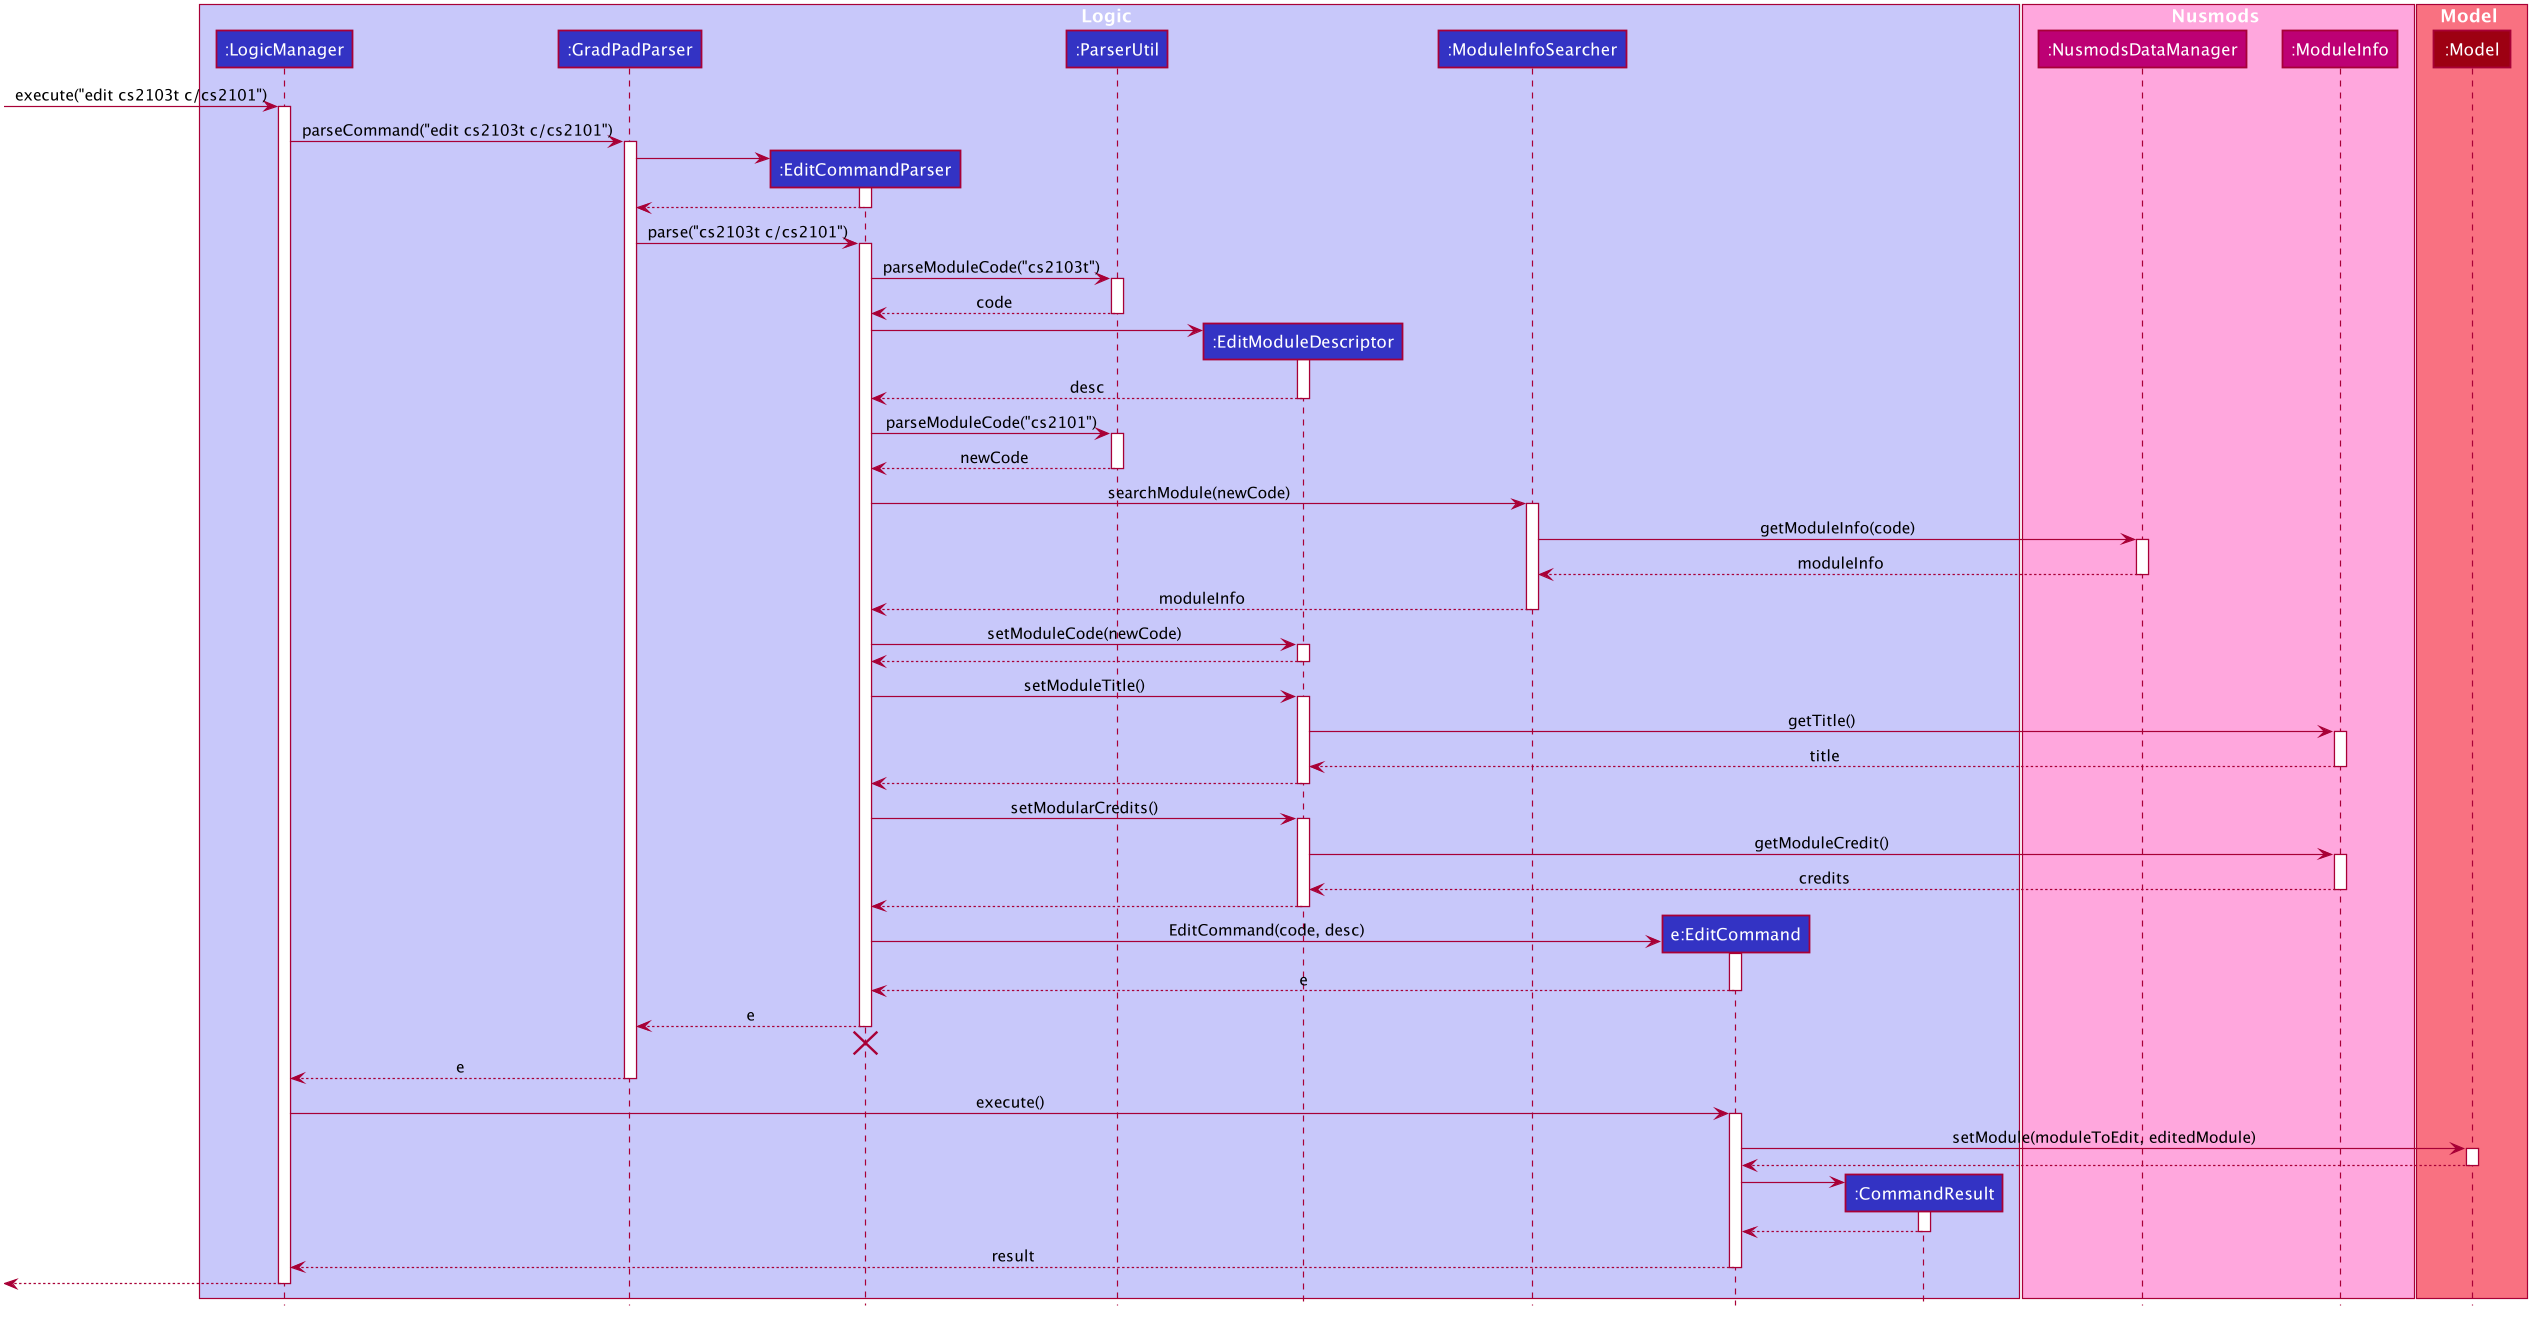 Logic
Nusmods
Model
:LogicManager
:GradPadParser
:ParserUtil
:ModuleInfoSearcher
:NusmodsDataManager
:ModuleInfo
:Model
execute("edit cs2103t c/cs2101")
parseCommand("edit cs2103t c/cs2101")
:EditCommandParser
parse("cs2103t c/cs2101")
parseModuleCode("cs2103t")
code
:EditModuleDescriptor
desc
parseModuleCode("cs2101")
newCode
searchModule(newCode)
getModuleInfo(code)
moduleInfo
moduleInfo
setModuleCode(newCode)
setModuleTitle()
getTitle()
title
setModularCredits()
getModuleCredit()
credits
EditCommand(code, desc)
e:EditCommand
e
e
e
execute()
setModule(moduleToEdit, editedModule)
:CommandResult
result